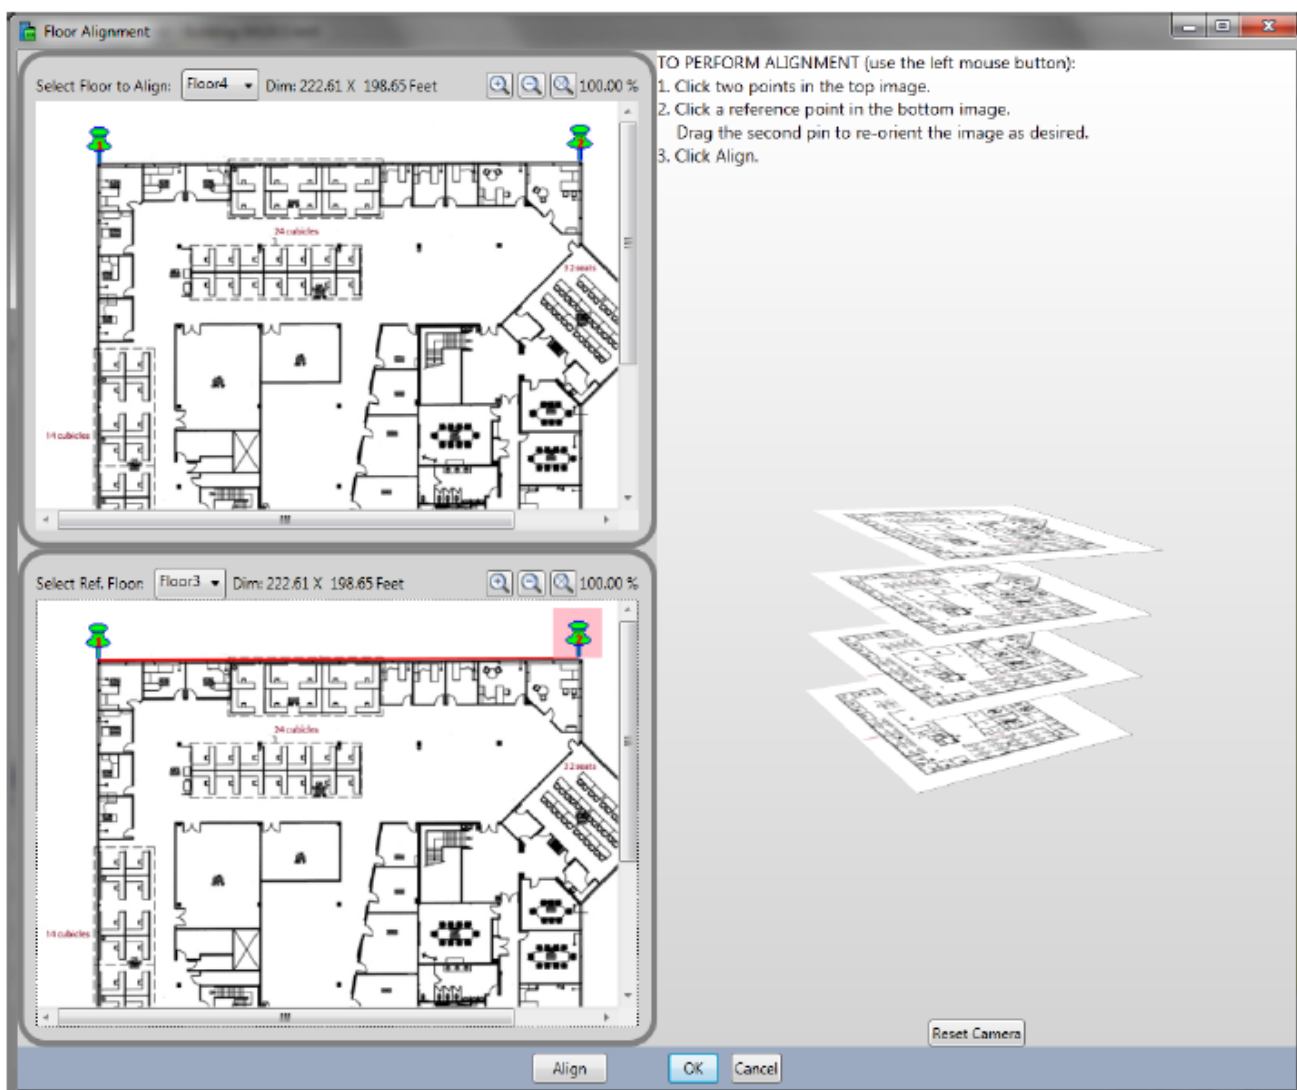 Floor Alignment
Select Floor to Align: Floor4 Dim: 222.61 X 198.65 Feet 100.00 %
1 2
24 cubicles
32 seats
14 cubicles
Select Ref. Floor: Floor3 Dim: 222.61 X 198.65 Feet 100.00 %
1 2
24 cubicles
32 seats
14 cubicles
TO PERFORM ALIGNMENT (use the left mouse button):
1. Click two points in the top image.
2. Click a reference point in the bottom image.
Drag the second pin to re-orient the image as desired.
3. Click Align.
Reset Camera
Align OK Cancel